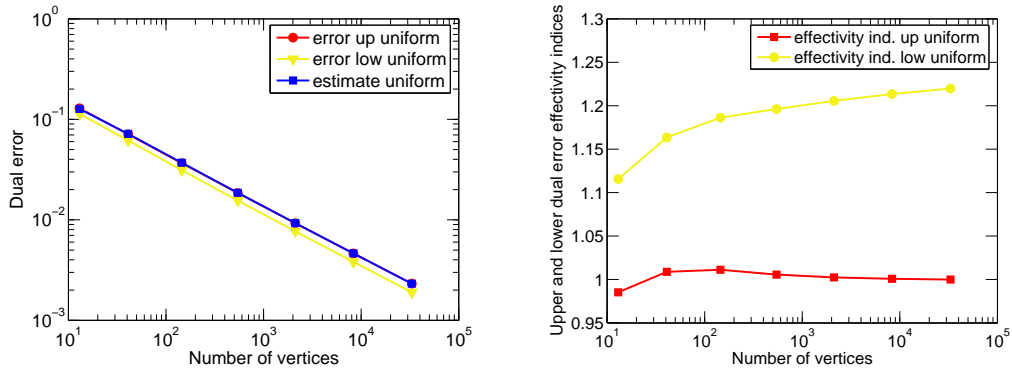 10^0
10^-1
10^-2
10^-3
Dual error
error up uniform
error low uniform
estimate uniform
10^1
10^2
10^3
10^4
10^5
Number of vertices
1.3
1.25
1.2
1.15
1.1
1.05
1
0.95
Upper and lower dual error effectivity indices
effectivity ind. up uniform
effectivity ind. low uniform
10^1
10^2
10^3
10^4
10^5
Number of vertices